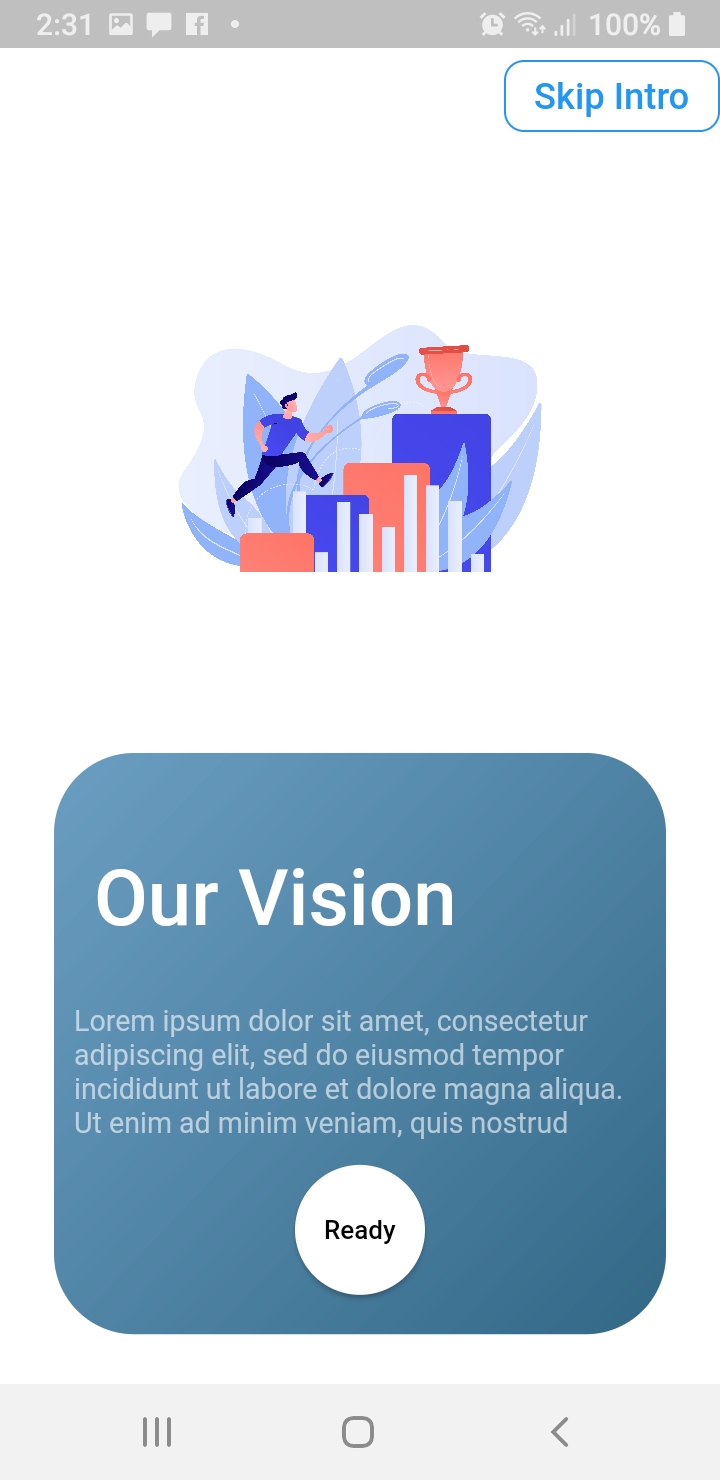 2:31
100%
Skip Intro
Our Vision
Lorem ipsum dolor sit amet, consectetur
adipiscing elit, sed do eiusmod tempor
incididunt ut labore et dolore magna aliqua.
Ut enim ad minim veniam, quis nostrud
Ready